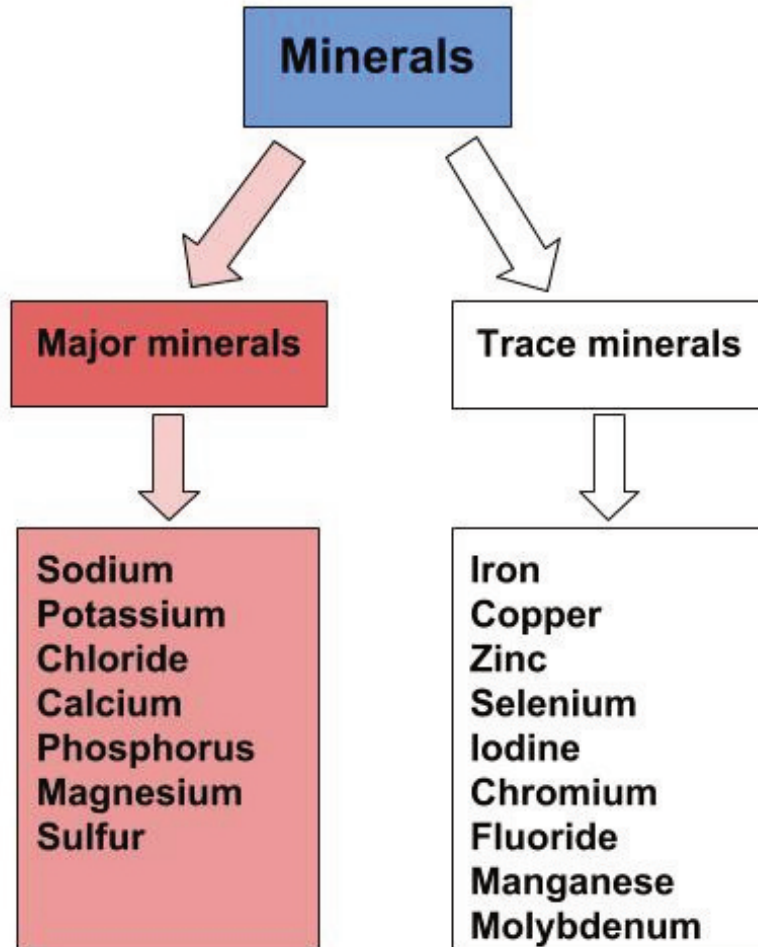 Minerals
Major minerals
Trace minerals
Sodium
Potassium
Chloride
Calcium
Phosphorus
Magnesium
Sulfur
Iron
Copper
Zinc
Selenium
Iodine
Chromium
Fluoride
Manganese
Molybdenum